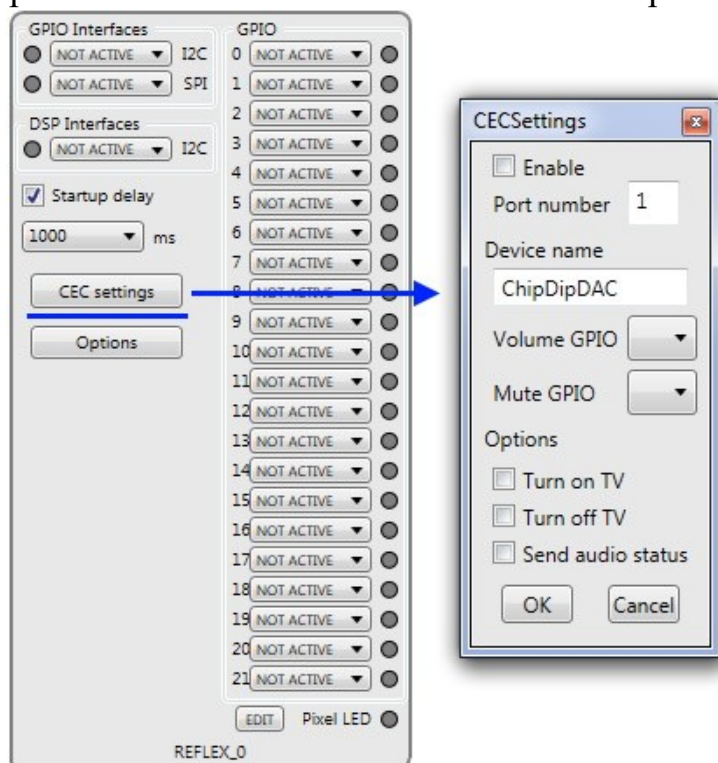 GPIO Interfaces
NOT ACTIVE I2C
NOT ACTIVE SPI
DSP Interfaces
NOT ACTIVE I2C
Startup delay
1000 ms
CEC settings
Options
GPIO
0 NOT ACTIVE
1 NOT ACTIVE
2 NOT ACTIVE
3 NOT ACTIVE
4 NOT ACTIVE
5 NOT ACTIVE
6 NOT ACTIVE
7 NOT ACTIVE
8 NOT ACTIVE
9 NOT ACTIVE
10 NOT ACTIVE
11 NOT ACTIVE
12 NOT ACTIVE
13 NOT ACTIVE
14 NOT ACTIVE
15 NOT ACTIVE
16 NOT ACTIVE
17 NOT ACTIVE
18 NOT ACTIVE
19 NOT ACTIVE
20 NOT ACTIVE
21 NOT ACTIVE
EDIT Pixel LED
REFLEX_0
CECSettings
Enable
Port number 1
Device name
ChipDipDAC
Volume GPIO
Mute GPIO
Options
Turn on TV
Turn off TV
Send audio status
OK Cancel